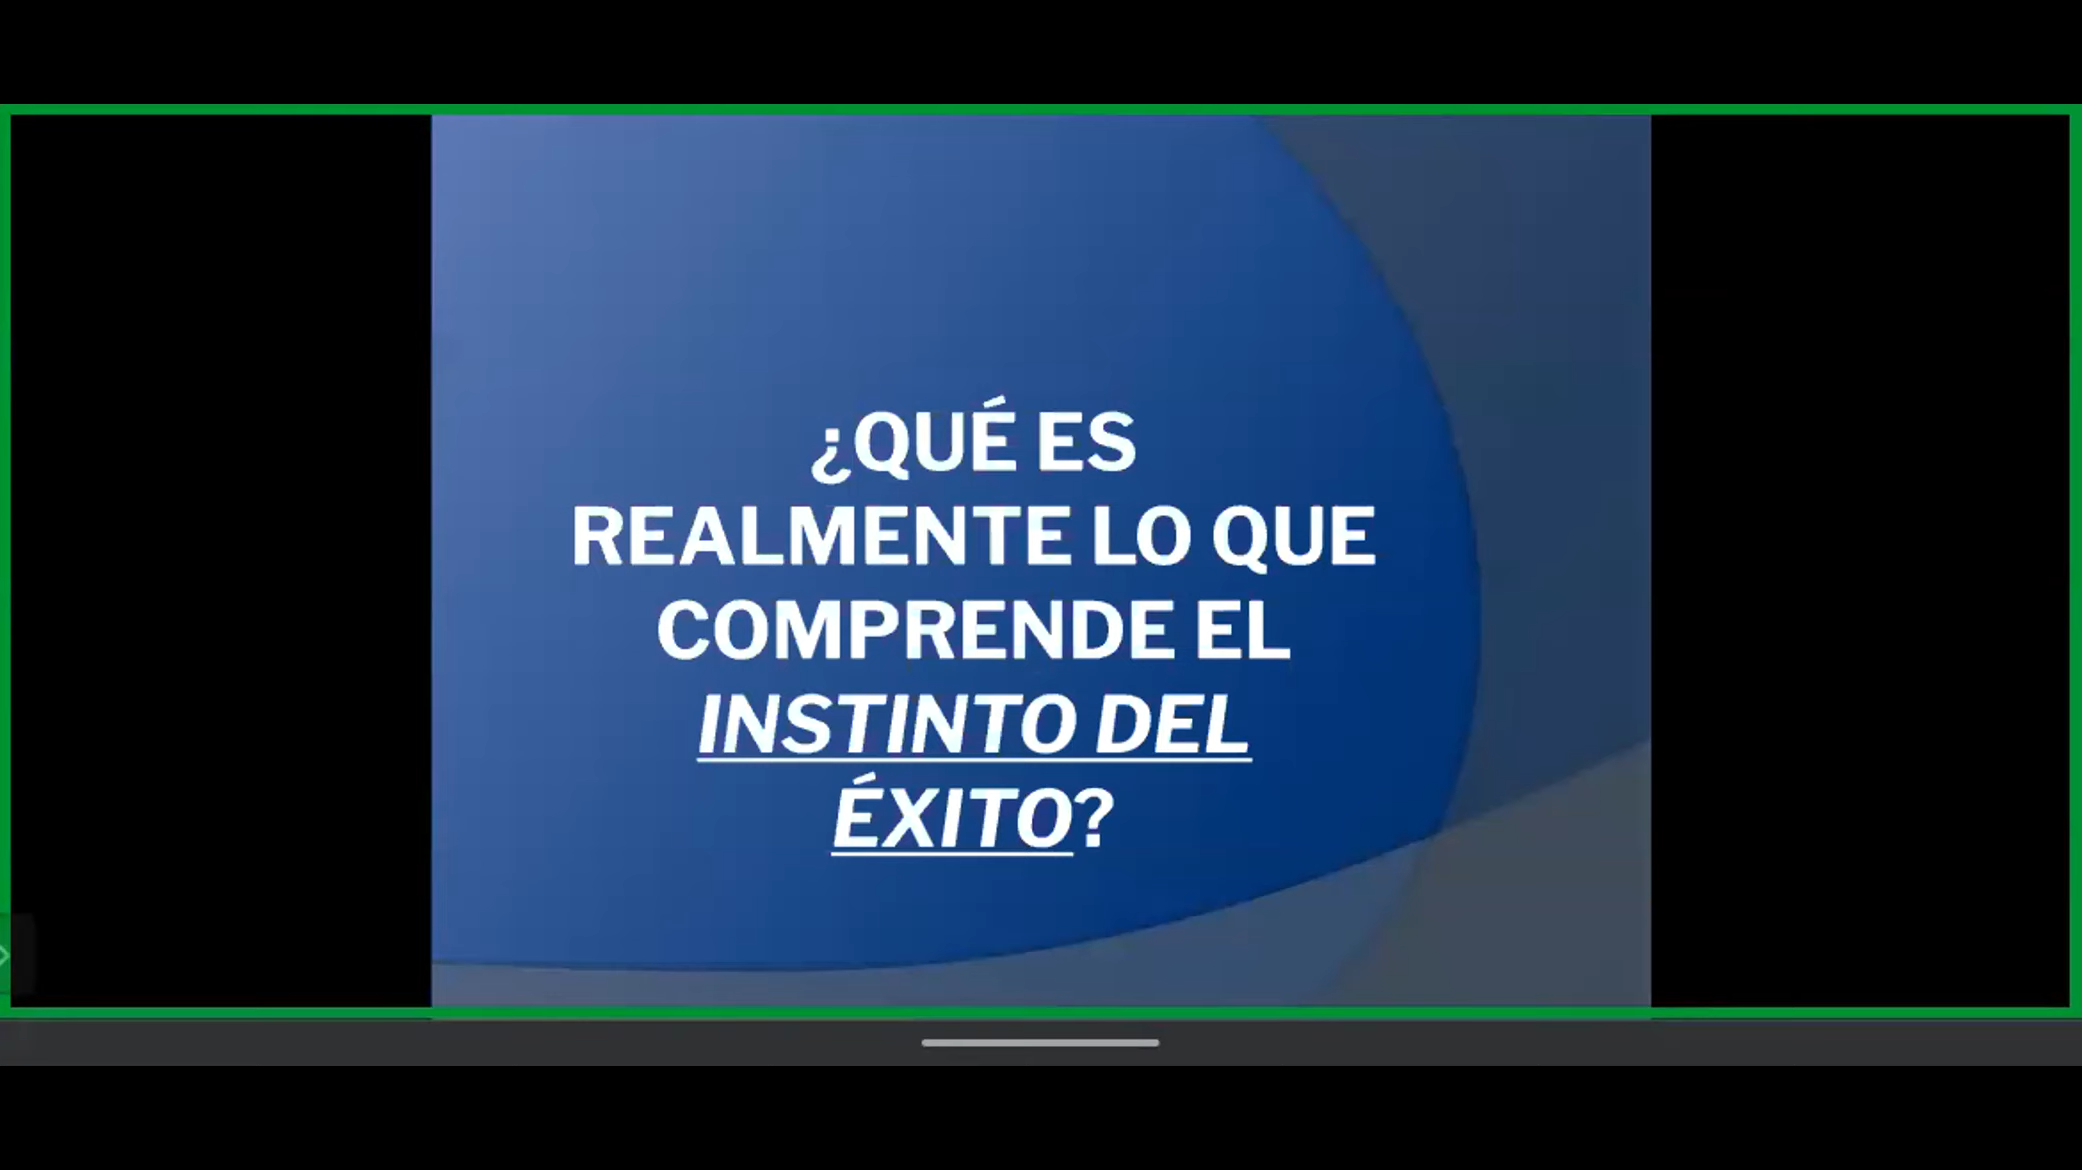 ¿QUÉ ES
REALMENTE LO QUE
COMPRENDE EL
INSTINTO DEL
ÉXITO?